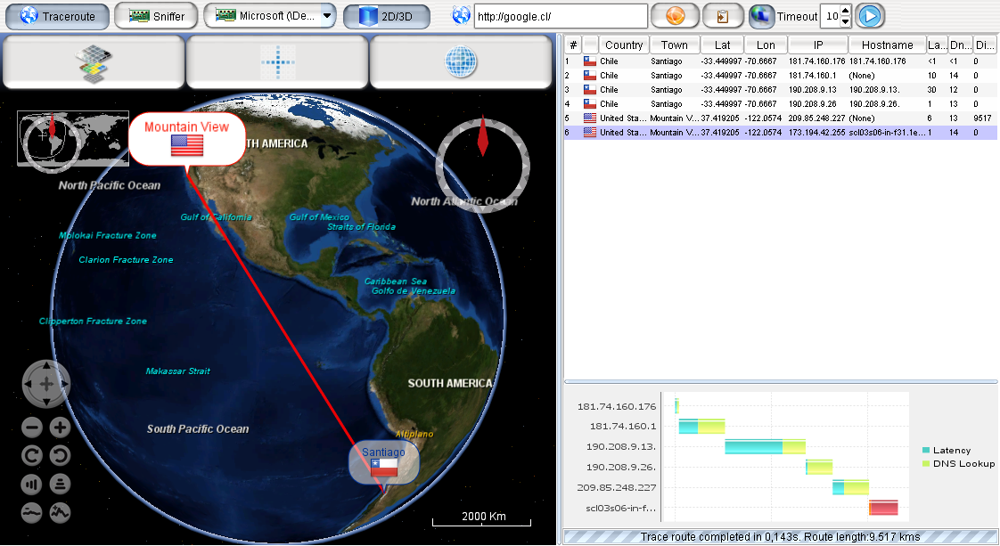 Traceroute Sniffer Microsoft (\De... 2D/3D http://google.cl/ Timeout 10
# Country Town Lat Lon IP Hostname La... Dn... Di...
1 Chile Santiago -33.449997 -70.6667 181.74.160.176 181.74.160.176 <1 <1 0
2 Chile Santiago -33.449997 -70.6667 181.74.160.1 (None) 10 14 0
3 Chile Santiago -33.449997 -70.6667 190.208.9.13 190.208.9.13. 30 12 0
4 Chile Santiago -33.449997 -70.6667 190.208.9.26 190.208.9.26. 1 13 0
5 United Sta... Mountain V... 37.419205 -122.0574 209.85.248.227 (None) 6 13 9517
6 United Sta... Mountain V... 37.419205 -122.0574 173.194.42.255 scl03s06-in-f31.1e... 1 14 0
Mountain View
TH AMERICA
North Pacific Ocean
North Atlantic Ocean
Gulf of California
Gulf of Mexico
Straits of Florida
Molokai Fracture Zone
Clarion Fracture Zone
Caribbean Sea
Golfo de Venezuela
Clipperton Fracture Zone
Makassar Strait
SOUTH AMERICA
South Pacific Ocean
Altiplano
Santiago
2000 Km
181.74.160.176
181.74.160.1
190.208.9.13.
190.208.9.26.
209.85.248.227
scl03s06-in-f...
Latency
DNS Lookup
Trace route completed in 0,143s. Route length:9.517 kms